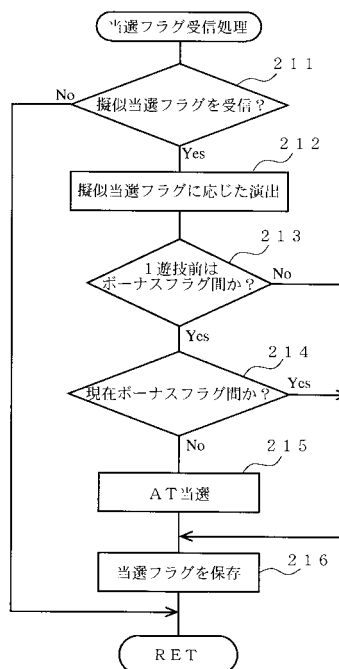 当選フラグ受信処理
211
No
擬似当選フラグを受信？
Yes
212
擬似当選フラグに応じた演出
213
１遊技前は
ボーナスフラグ間か？
No
Yes
214
現在ボーナスフラグ間か？
Yes
No
215
ＡＴ当選
216
当選フラグを保存
ＲＥＴ